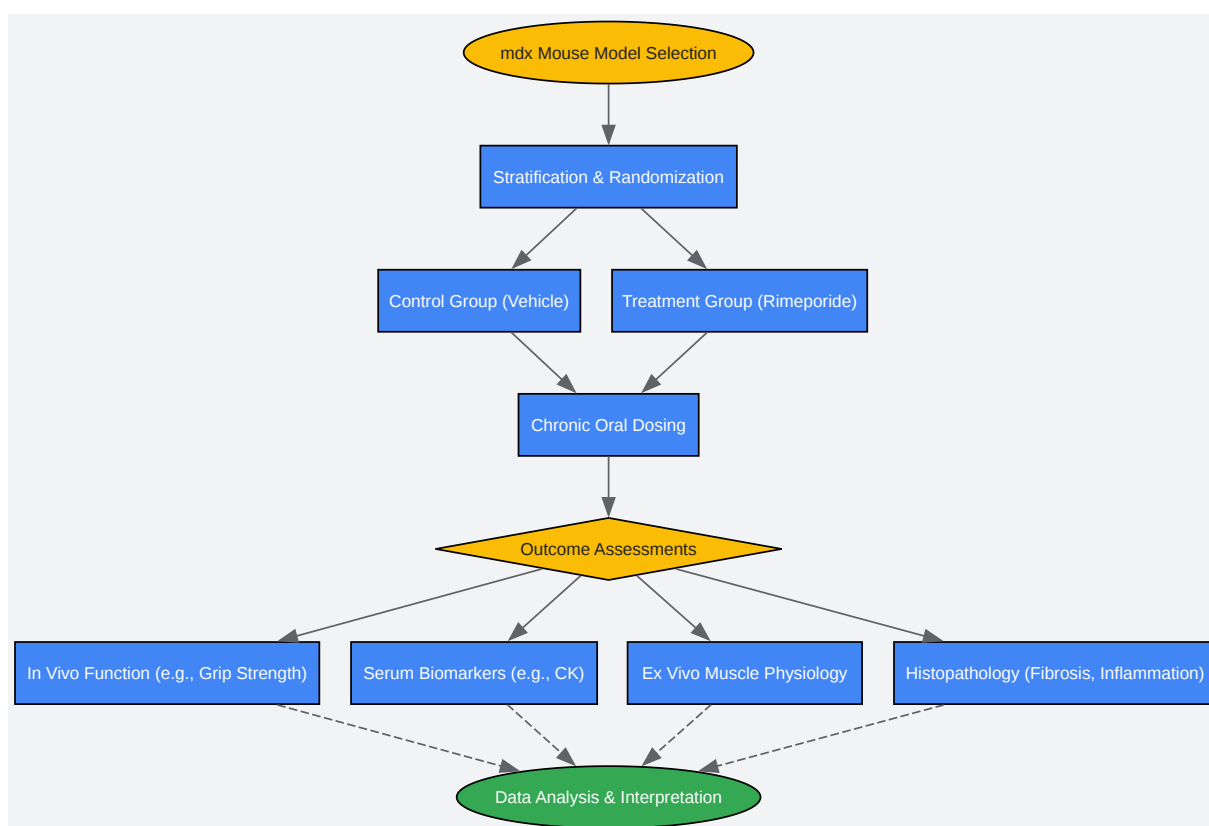 mdx Mouse Model Selection
Stratification & Randomization
Control Group (Vehicle)
Treatment Group (Rimeporide)
Chronic Oral Dosing
Outcome Assessments
In Vivo Function (e.g., Grip Strength)
Serum Biomarkers (e.g., CK)
Ex Vivo Muscle Physiology
Histopathology (Fibrosis, Inflammation)
Data Analysis & Interpretation